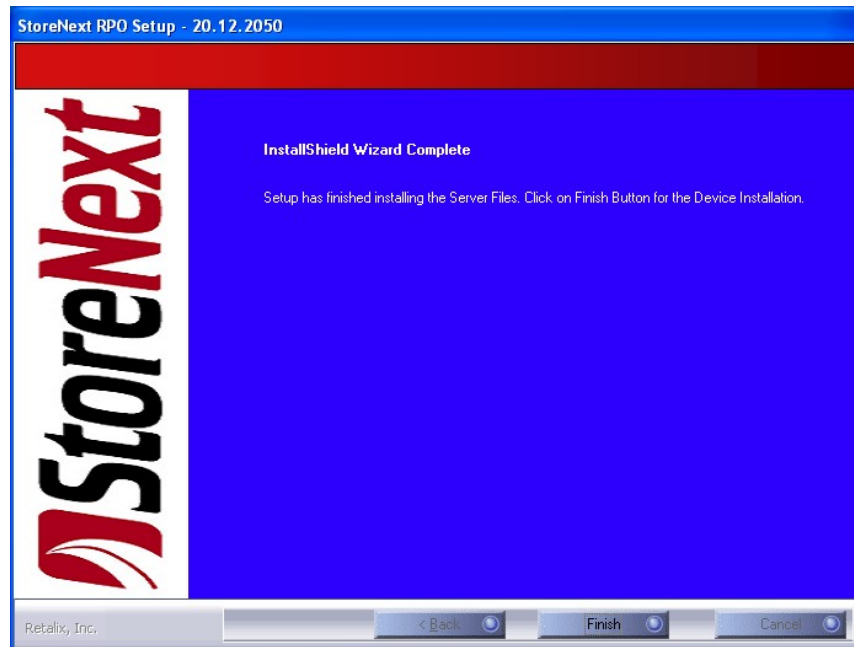 StoreNext RPO Setup - 20.12.2050
StoreNext
InstallShield Wizard Complete
Setup has finished installing the Server Files. Click on Finish Button for the Device Installation.
Retalix, Inc.
< Back
Finish
Cancel